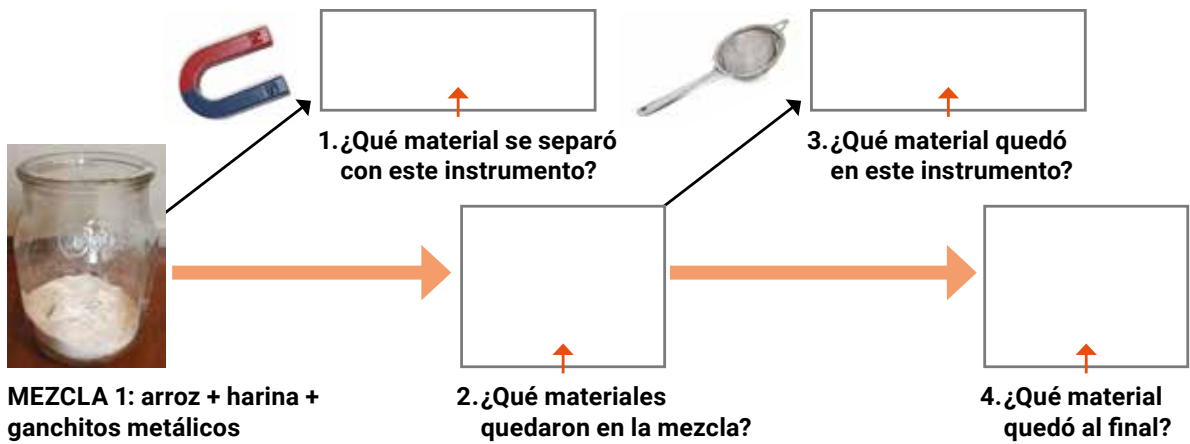 1. ¿Qué material se separó
con este instrumento?
3. ¿Qué material quedó
en este instrumento?
MEZCLA 1: arroz + harina +
ganchitos metálicos
2. ¿Qué materiales
quedaron en la mezcla?
4. ¿Qué material
quedó al final?